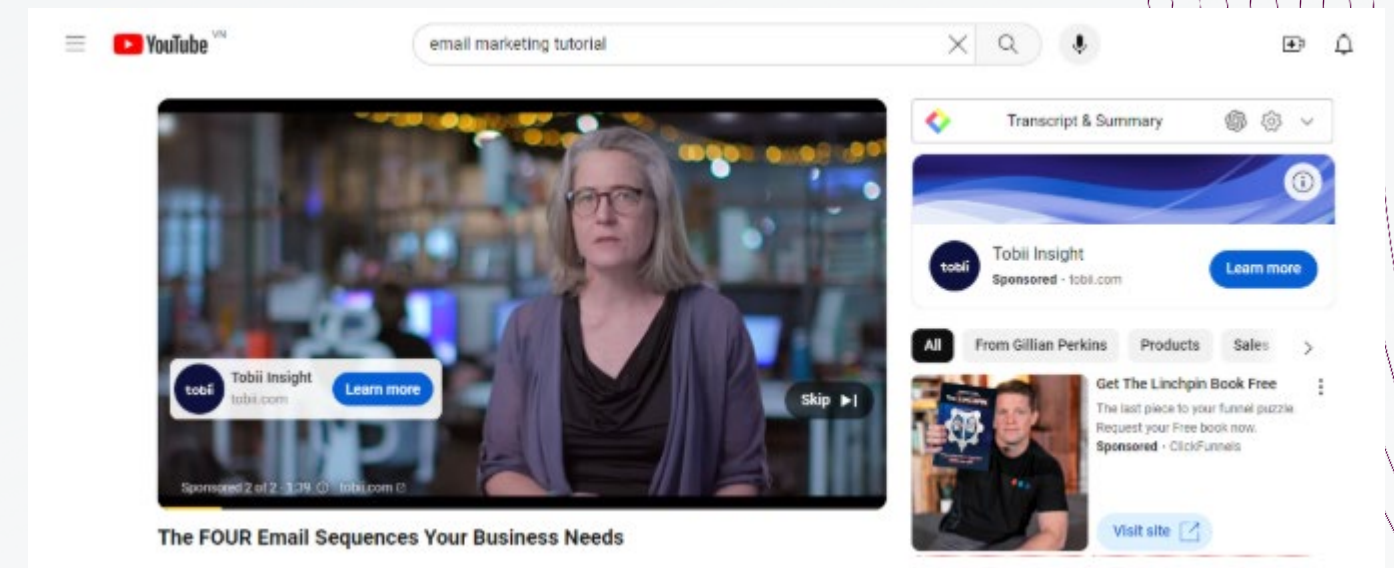 YouTube VN
email marketing tutorial
Transcript & Summary
tobii
Tobii Insight
Sponsored · tobii.com
Learn more
tobii
Tobii Insight
tobii.com
Learn more
Skip
Sponsored 2 of 2 · 1:39 tobii.com
The FOUR Email Sequences Your Business Needs
All
From Gillian Perkins
Products
Sales
Get The Linchpin Book Free
The last piece to your funnel puzzle.
Request your Free book now.
Sponsored · ClickFunnels
Visit site